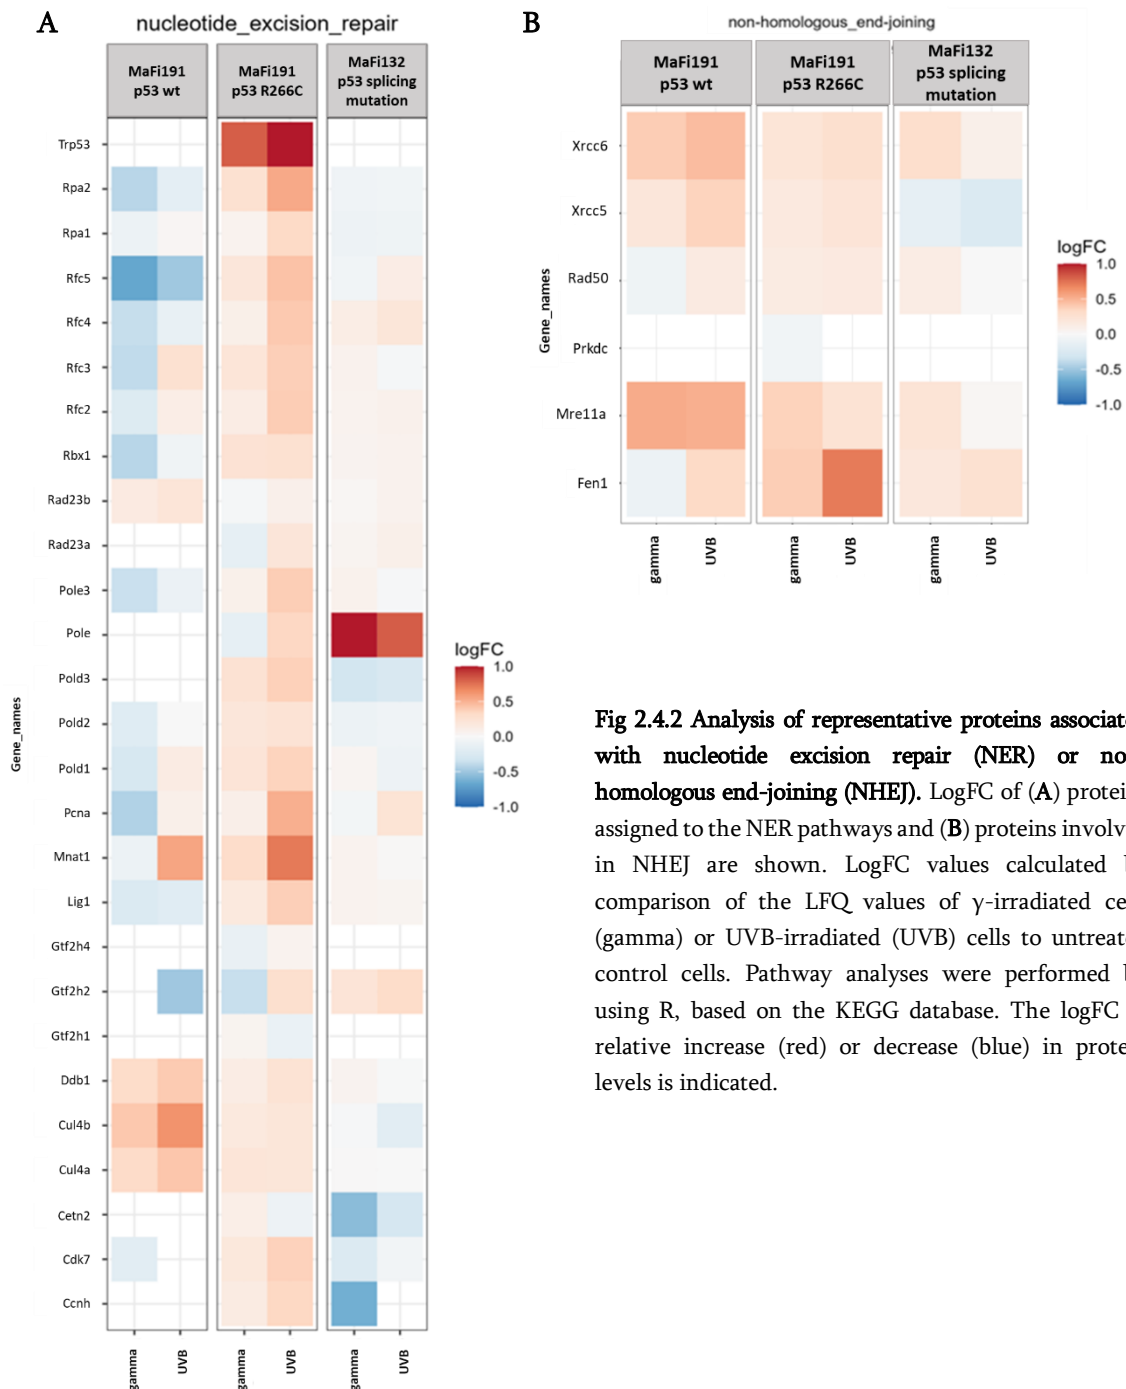 A
nucleotide_excision_repair
MaFi191
p53 wt
MaFi191
p53 R266C
MaFi132
p53 splicing
mutation
Gene_names
Trp53
Rpa2
Rpa1
Rfc5
Rfc4
Rfc3
Rfc2
Rbx1
Rad23b
Rad23a
Pole3
Pole
Pold3
Pold2
Pold1
Pcna
Mnat1
Lig1
Gtf2h4
Gtf2h2
Gtf2h1
Ddb1
Cul4b
Cul4a
Cetn2
Cdk7
Ccnh
gamma
UVB
gamma
UVB
gamma
UVB
logFC
1.0
0.5
0.0
-0.5
-1.0
B
non-homologous_end-joining
MaFi191
p53 wt
MaFi191
p53 R266C
MaFi132
p53 splicing
mutation
Gene_names
Xrcc6
Xrcc5
Rad50
Prkdc
Mre11a
Fen1
gamma
UVB
gamma
UVB
gamma
UVB
logFC
1.0
0.5
0.0
-0.5
-1.0
Fig 2.4.2 Analysis of representative proteins associate
with nucleotide excision repair (NER) or no
homologous end-joining (NHEJ). LogFC of (A) protei
assigned to the NER pathways and (B) proteins involv
in NHEJ are shown. LogFC values calculated
comparison of the LFQ values of γ-irradiated ce
(gamma) or UVB-irradiated (UVB) cells to untreat
control cells. Pathway analyses were performed
using R, based on the KEGG database. The logFC
relative increase (red) or decrease (blue) in prote
levels is indicated.